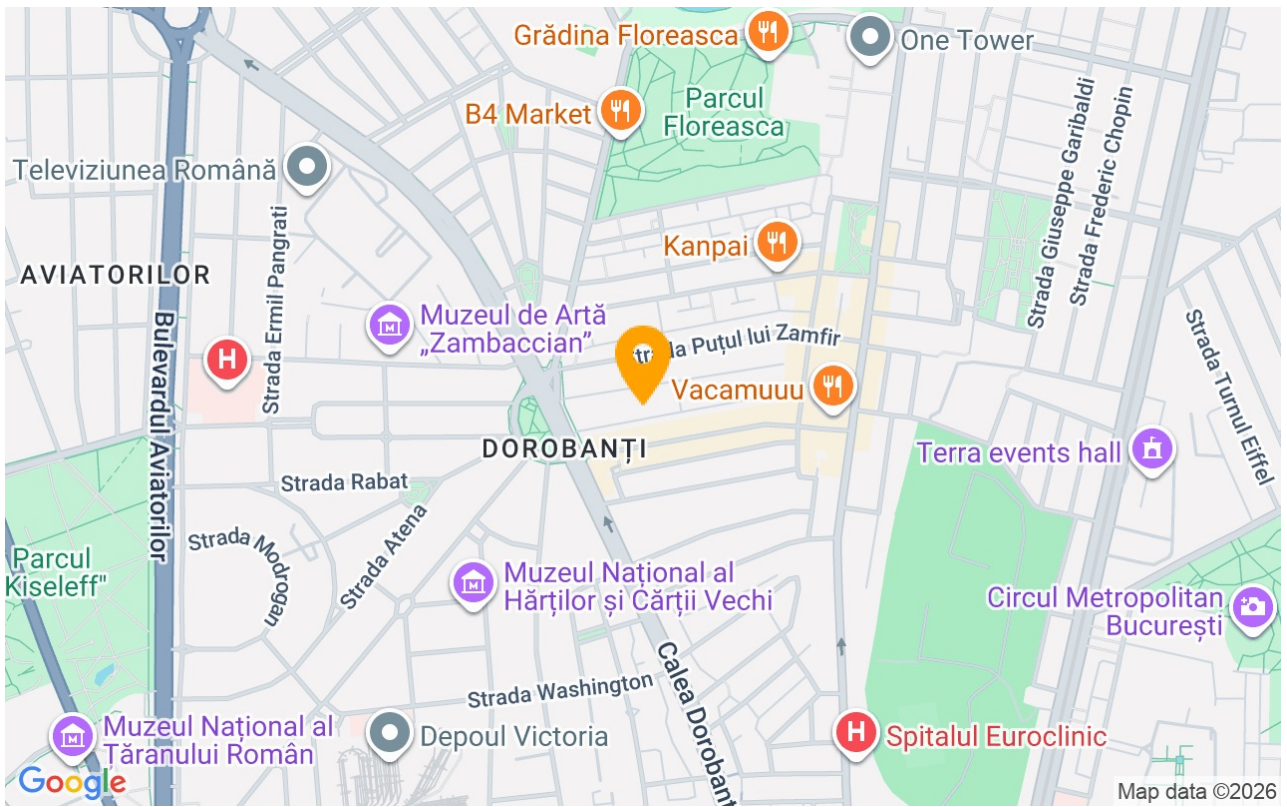 Grădina Floreasca
One Tower
B4 Market
Parcul
Floreasca
Televiziunea Română
Strada Giuseppe Garibaldi
Strada Frederic Chopin
Strada Ermil Pangrati
Kanpai
AVIATORILOR
Muzeul de Artă
„Zambaccian”
Bulevardul Aviatorilor
Puțul lui Zamfir
Strada Turnul Eiffel
H
Vacamuuu
DOROBANȚI
Terra events hall
Strada Rabat
Strada Modrogan
Strada Atena
Parcul
Kiseleff"
Muzeul Național al
Hărților și Cărții Vechi
Circul Metropolitan
București
Calea Dorobanț
Strada Washington
Muzeul Național al
Țăranului Român
Depoul Victoria
H
Spitalul Euroclinic
Google
Map data ©2026